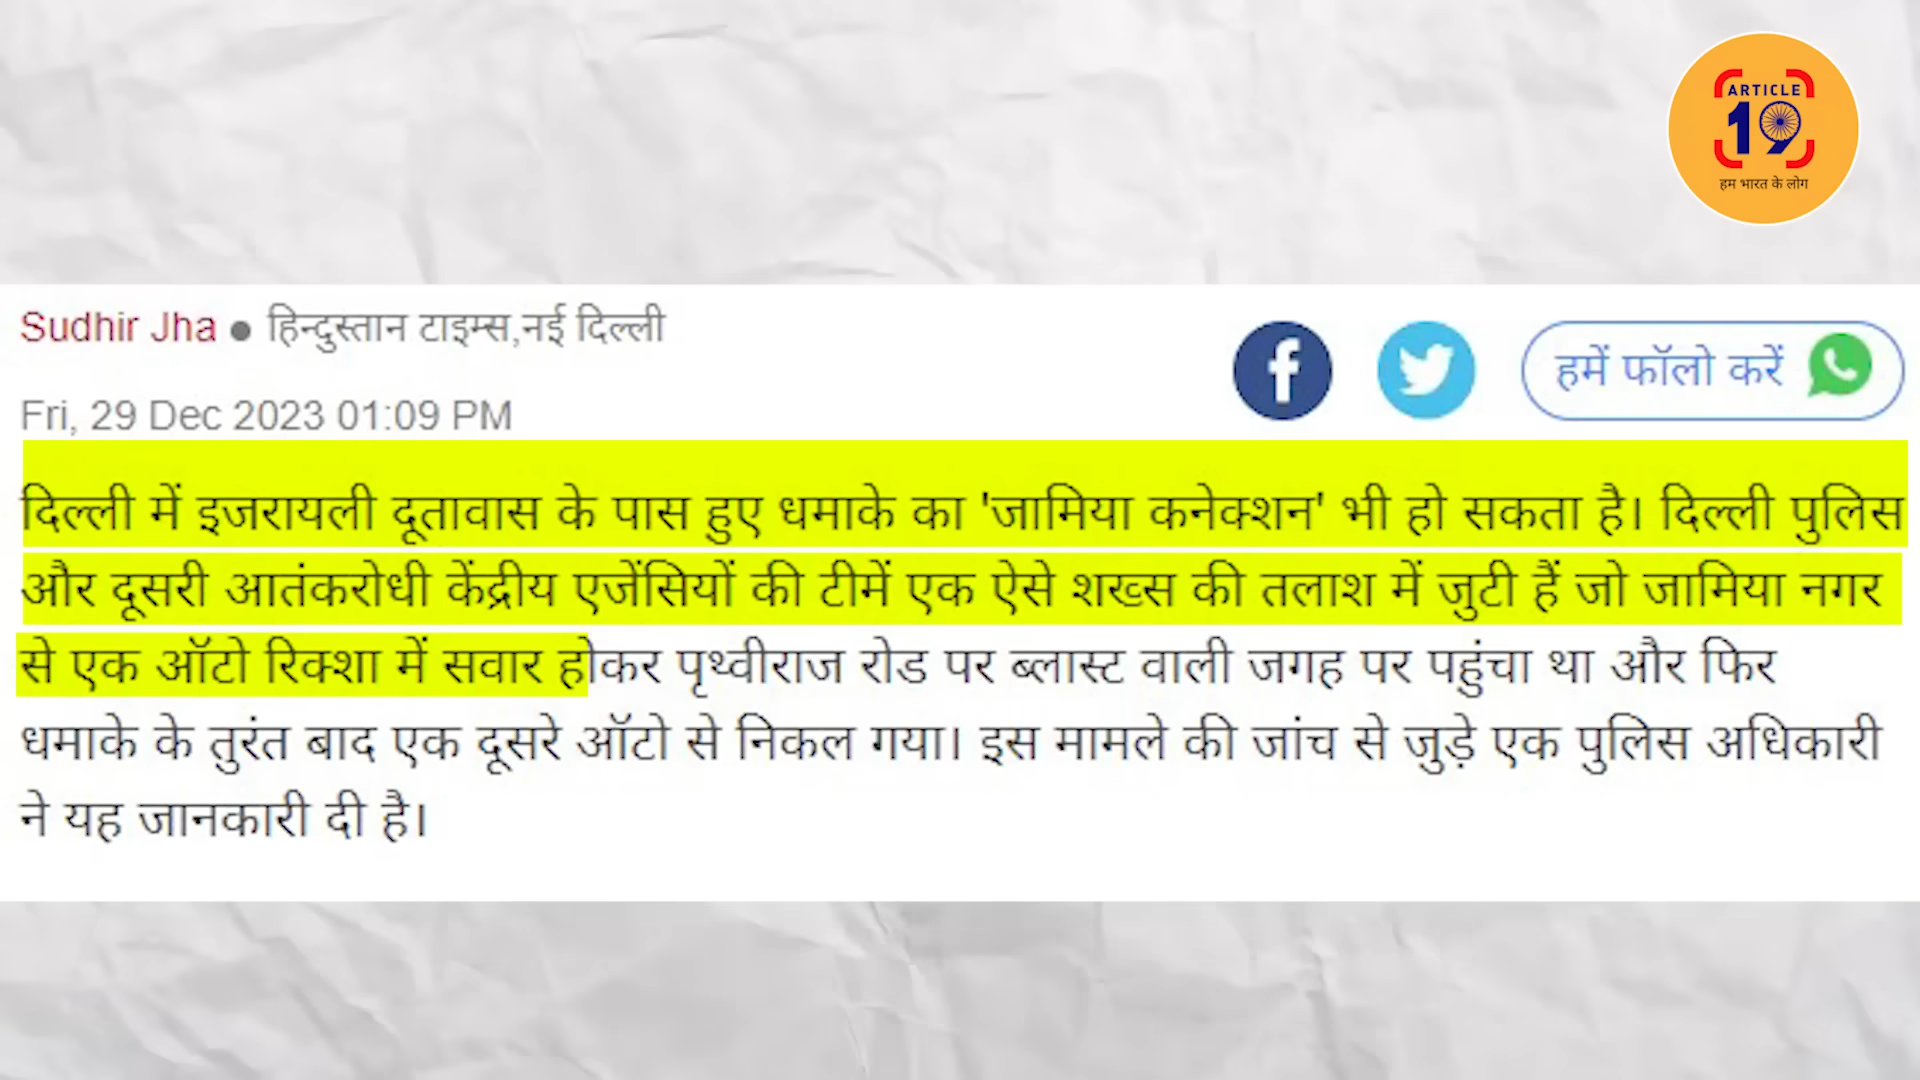 ARTICLE
19
हम भारत के लोग
Sudhir Jha ● हिन्दुस्तान टाइम्स,नई दिल्ली
हमें फॉलो करें
Fri, 29 Dec 2023 01:09 PM
दिल्ली में इजरायली दूतावास के पास हुए धमाके का 'जामिया कनेक्शन' भी हो सकता है। दिल्ली पुलिस
और दूसरी आतंकरोधी केंद्रीय एजेंसियों की टीमें एक ऐसे शख्स की तलाश में जुटी हैं जो जामिया नगर
से एक ऑटो रिक्शा में सवार होकर पृथ्वीराज रोड पर ब्लास्ट वाली जगह पर पहुंचा था और फिर
धमाके के तुरंत बाद एक दूसरे ऑटो से निकल गया। इस मामले की जांच से जुड़े एक पुलिस अधिकारी
ने यह जानकारी दी है।